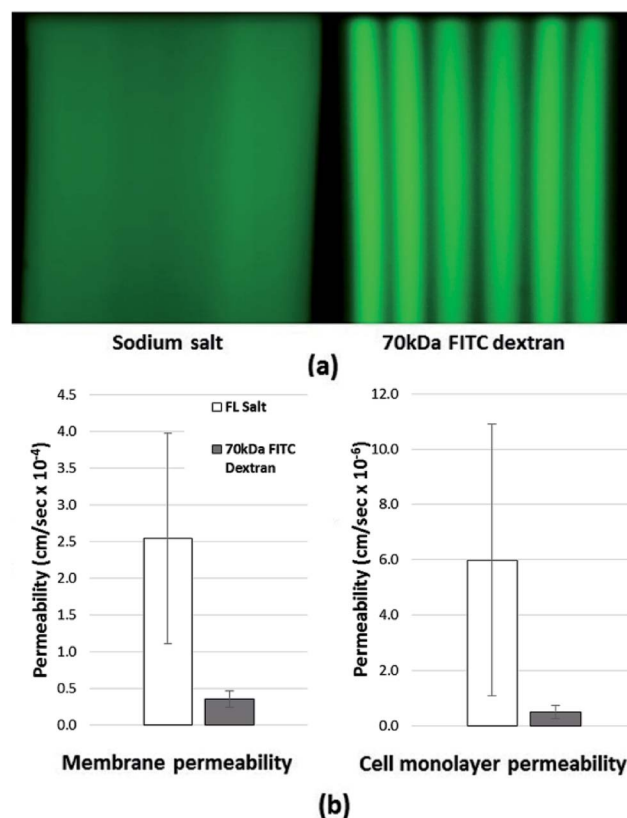 Sodium salt 70kDa FITC dextran
(a)
Permeability (cm/sec x 10⁻⁴)
4.5
4.0
3.5
3.0
2.5
2.0
1.5
1.0
0.5
0.0
FL Salt
70kDa FITC
Dextran
Membrane permeability
Permeability (cm/sec x 10⁻⁶)
12.0
10.0
8.0
6.0
4.0
2.0
0.0
Cell monolayer permeability
(b)